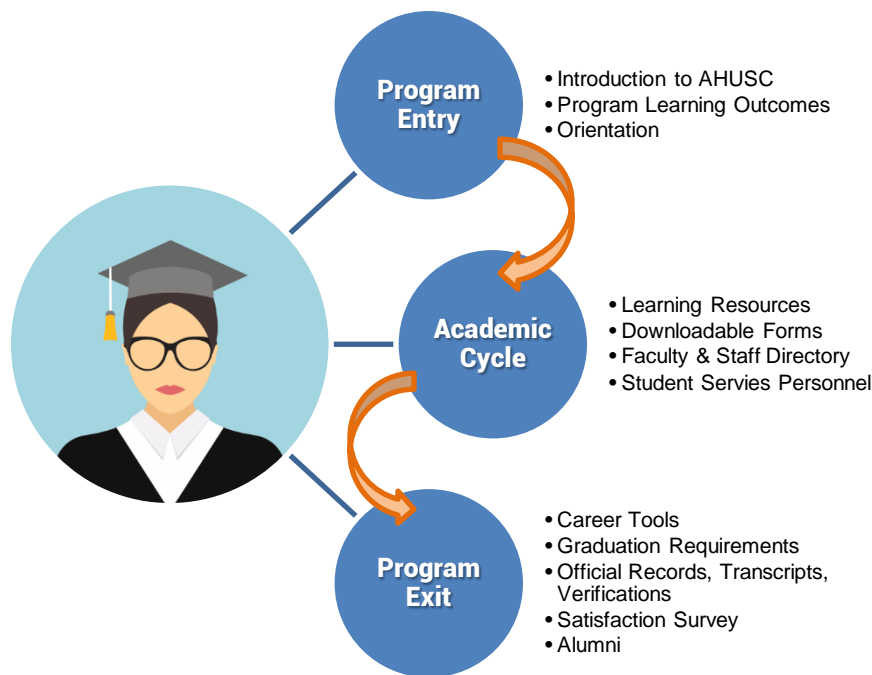 Program
Entry
• Introduction to AHUSC
• Program Learning Outcomes
• Orientation
Academic
Cycle
• Learning Resources
• Downloadable Forms
• Faculty & Staff Directory
• Student Servies Personnel
Program
Exit
• Career Tools
• Graduation Requirements
• Official Records, Transcripts,
Verifications
• Satisfaction Survey
• Alumni